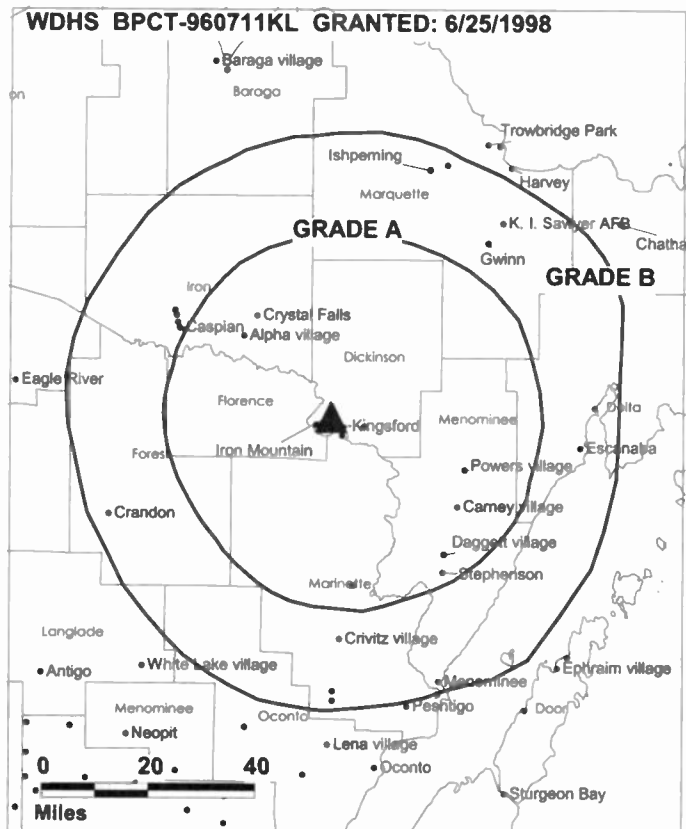 WDHS BPCT-960711KL GRANTED: 6/25/1998
Baraga village
Baraga
on
Trowbridge Park
Ishpeming
Harvey
Marquette
K. I. Sawyer AFB
GRADE A
Chatha
Gwinn
GRADE B
Iron
Crystal Falls
Caspian
Alpha village
Dickinson
Eagle River
Florence
Delta
Menominee
Kingsford
Iron Mountain
Escanaba
Forest
Powers village
Carney village
Crandon
Daggett village
Stephenson
Marinette
Langlade
Crivitz village
White Lake village
Ephraim village
Antigo
Menominee
Menominee
Peshtigo
Door
Oconto
Neopit
Lena village
0 20 40
Oconto
Miles
Sturgeon Bay